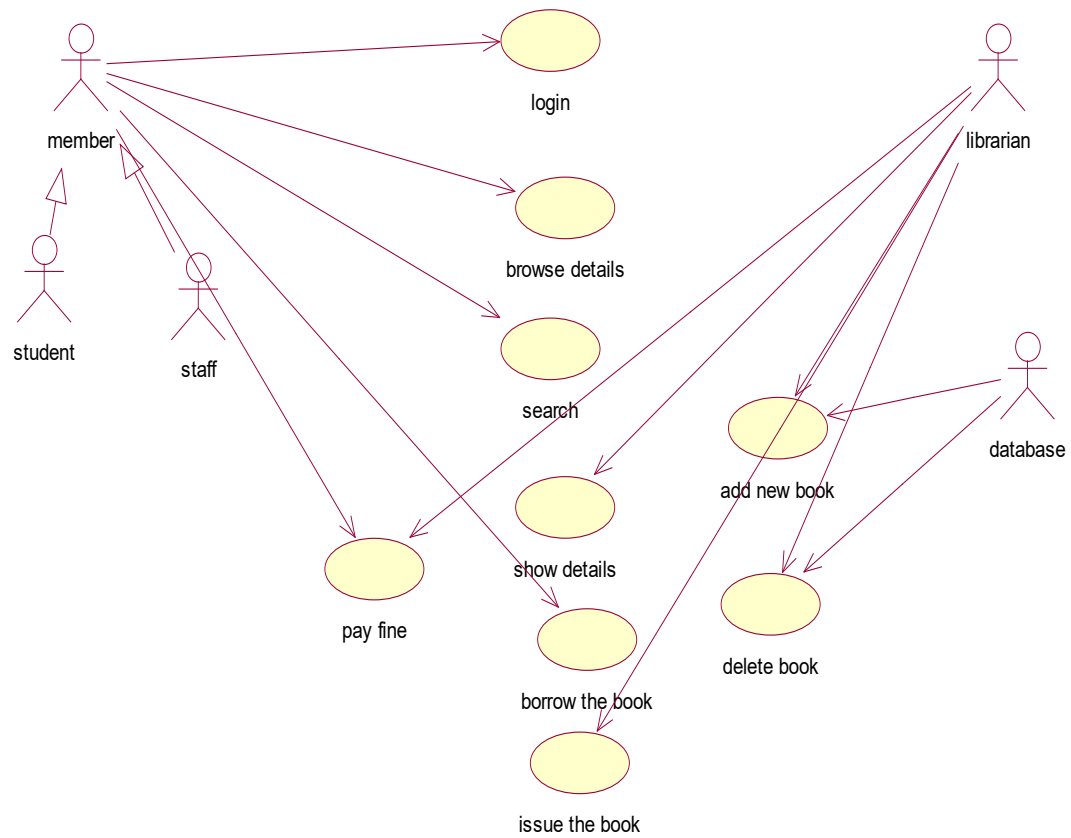 login
member
librarian
browse details
student
staff
search
database
add new book
show details
pay fine
delete book
borrow the book
issue the book